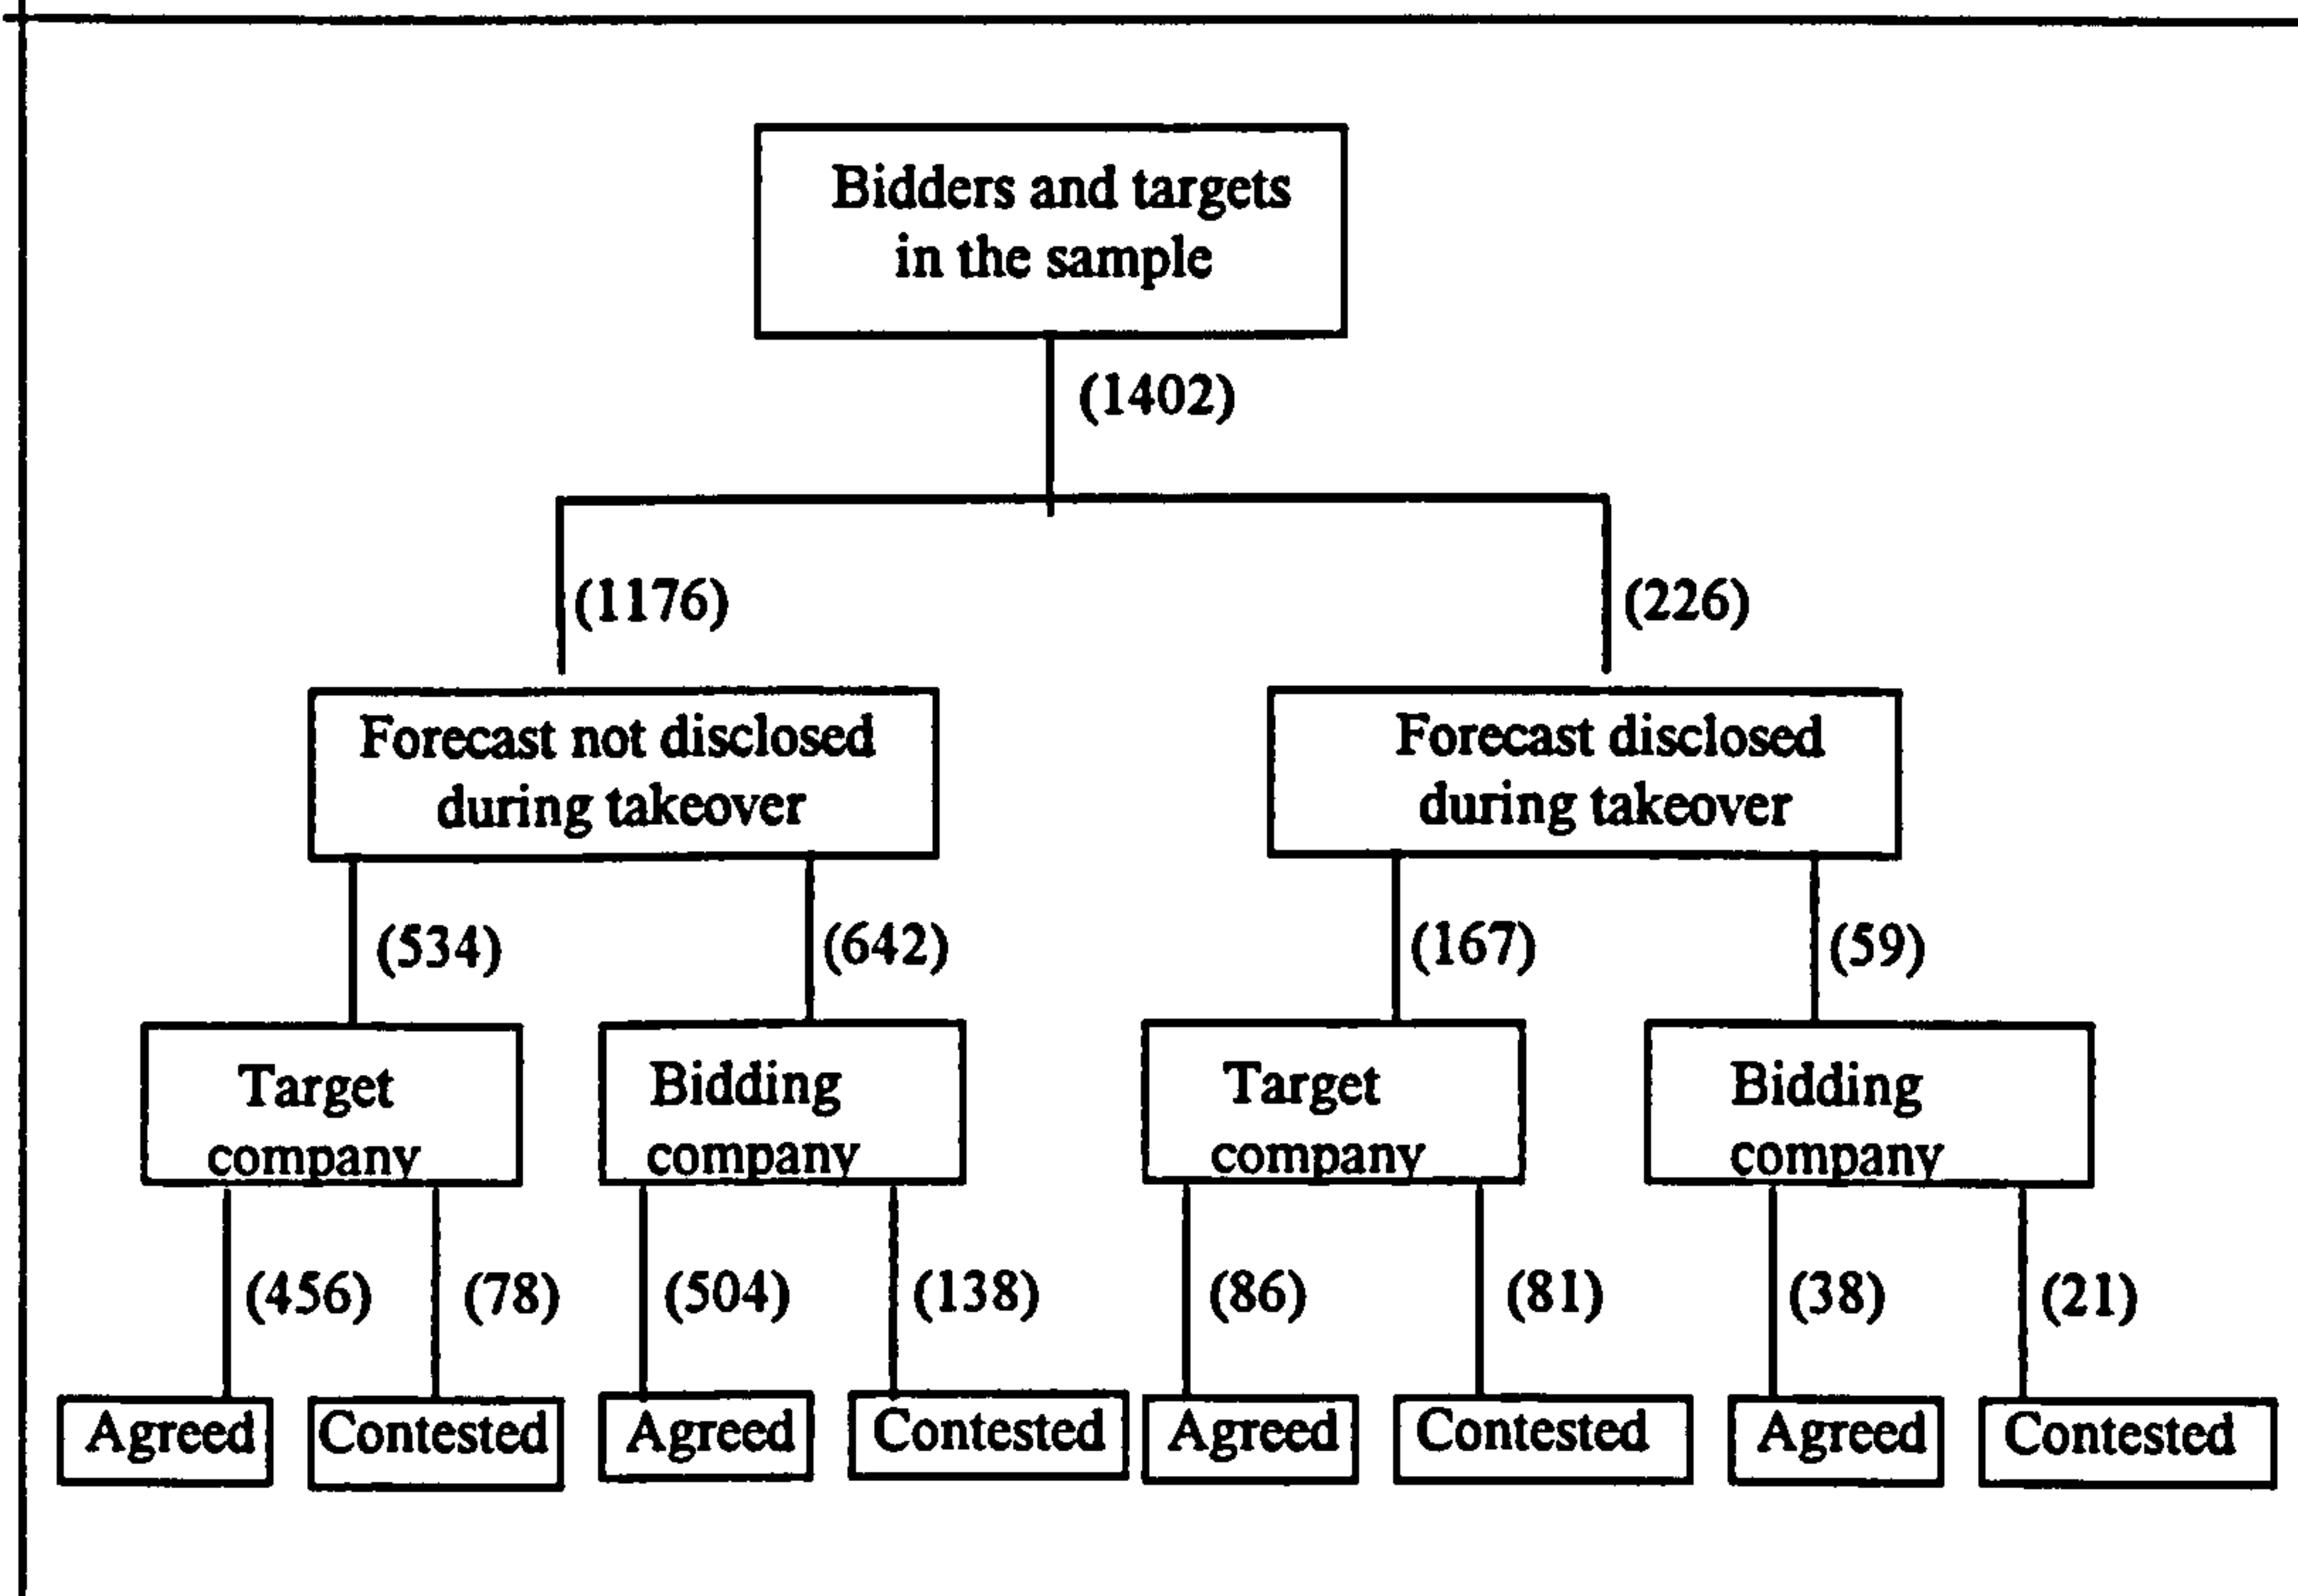 Bidders and targets
in the sample
(1402)
(1176)
(226)
Forecast not disclosed
during takeover
Forecast disclosed
during takeover
(534)
(642)
(167)
(59)
Target
company
Bidding
company
Target
company
Bidding
company
(456)
(78)
(504)
(138)
(86)
(81)
(38)
(21)
Agreed
Contested
Agreed
Contested
Agreed
Contested
Agreed
Contested